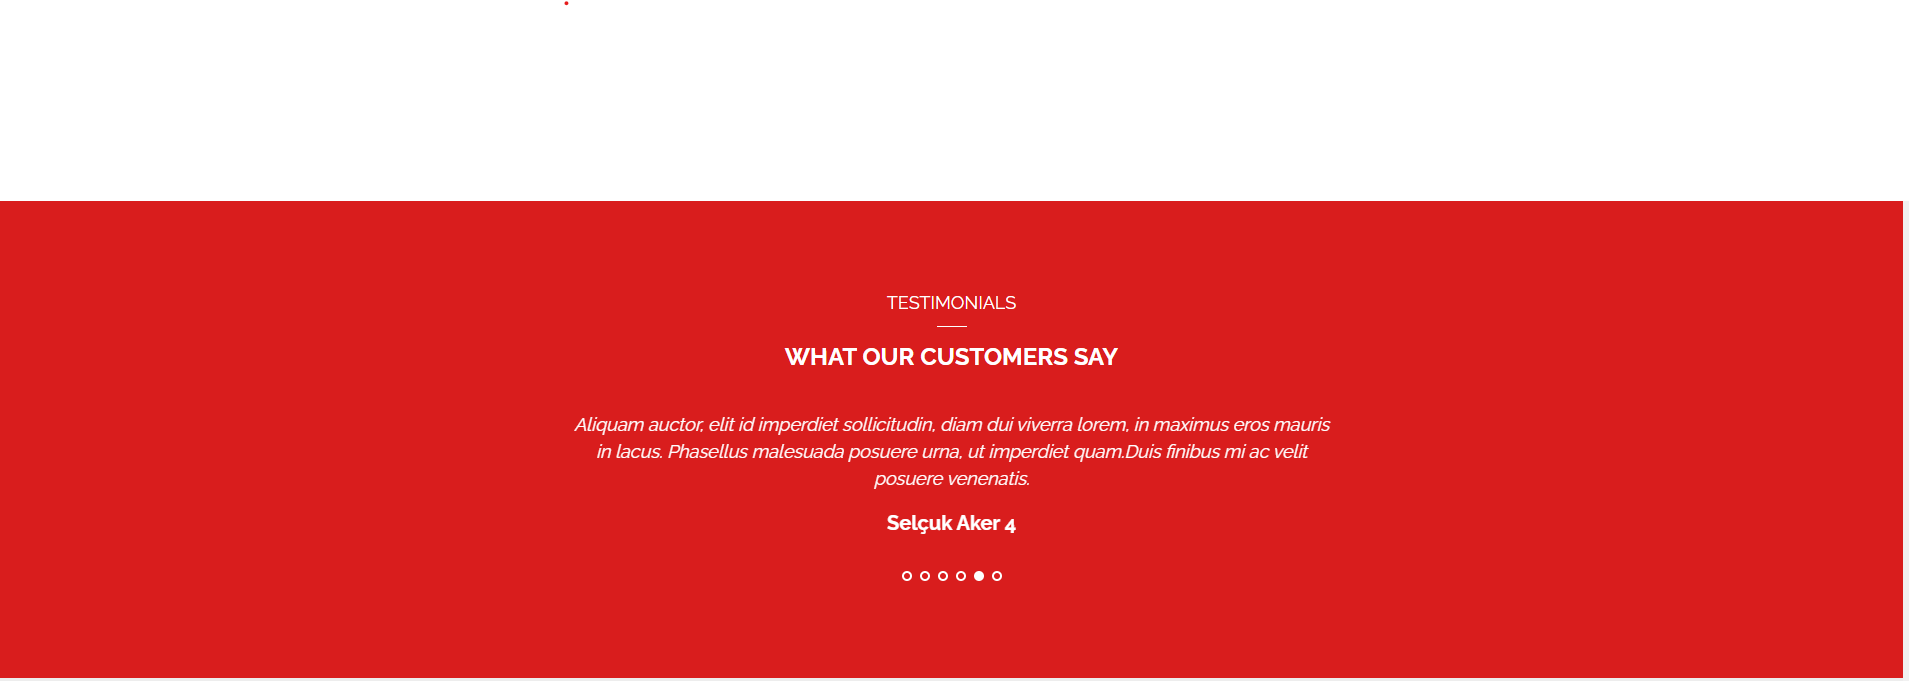 TESTIMONIALS
WHAT OUR CUSTOMERS SAY
Aliquam auctor, elit id imperdiet sollicitudin, diam dui viverra lorem, in maximus eros mauris
in lacus. Phasellus malesuada posuere urna, ut imperdiet quam.Duis finibus mi ac velit
posuere venenatis.
Selçuk Aker 4